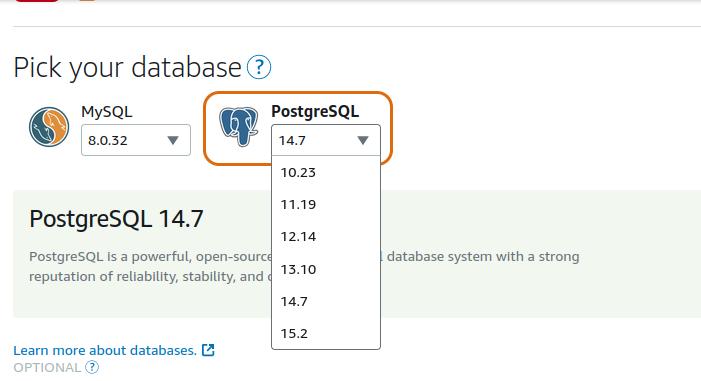 Pick your database ?
MySQL
8.0.32
PostgreSQL
14.7
10.23
11.19
12.14
13.10
14.7
15.2
PostgreSQL 14.7
PostgreSQL is a powerful, open-source database system with a strong
reputation of reliability, stability, and
Learn more about databases.
OPTIONAL ?